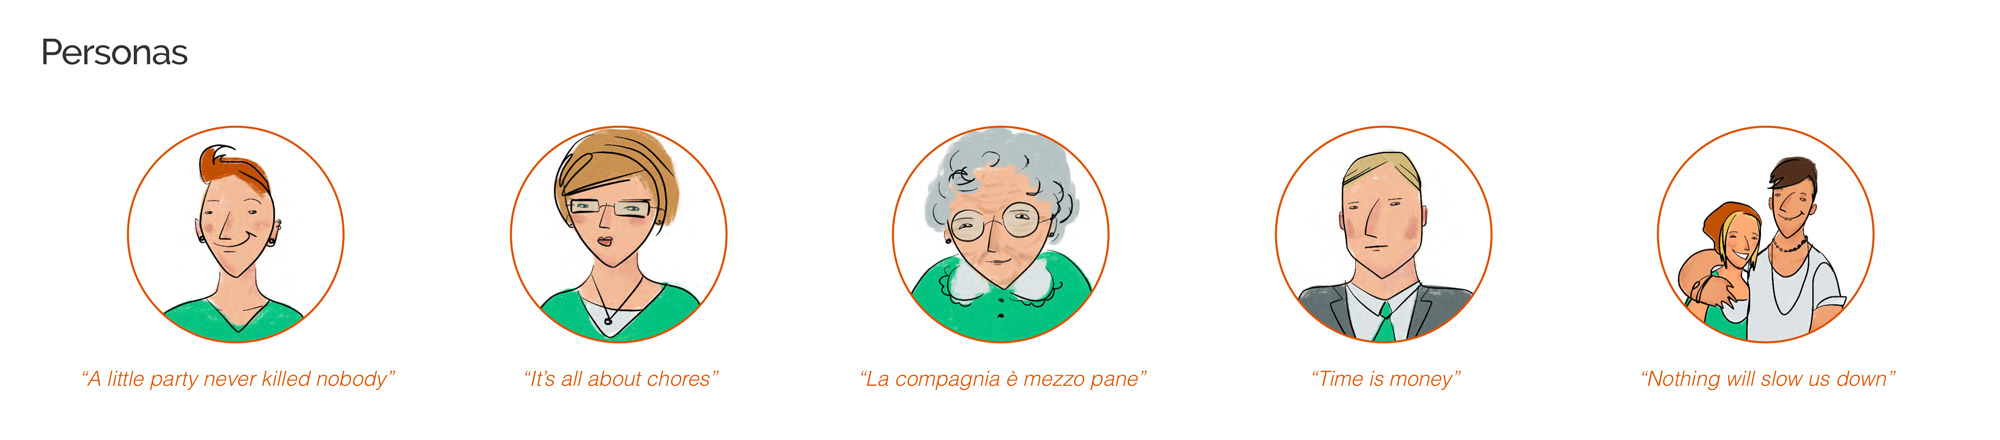 Personas
“A little party never killed nobody”
“It’s all about chores”
“La compagnia è mezzo pane”
“Time is money”
“Nothing will slow us down”